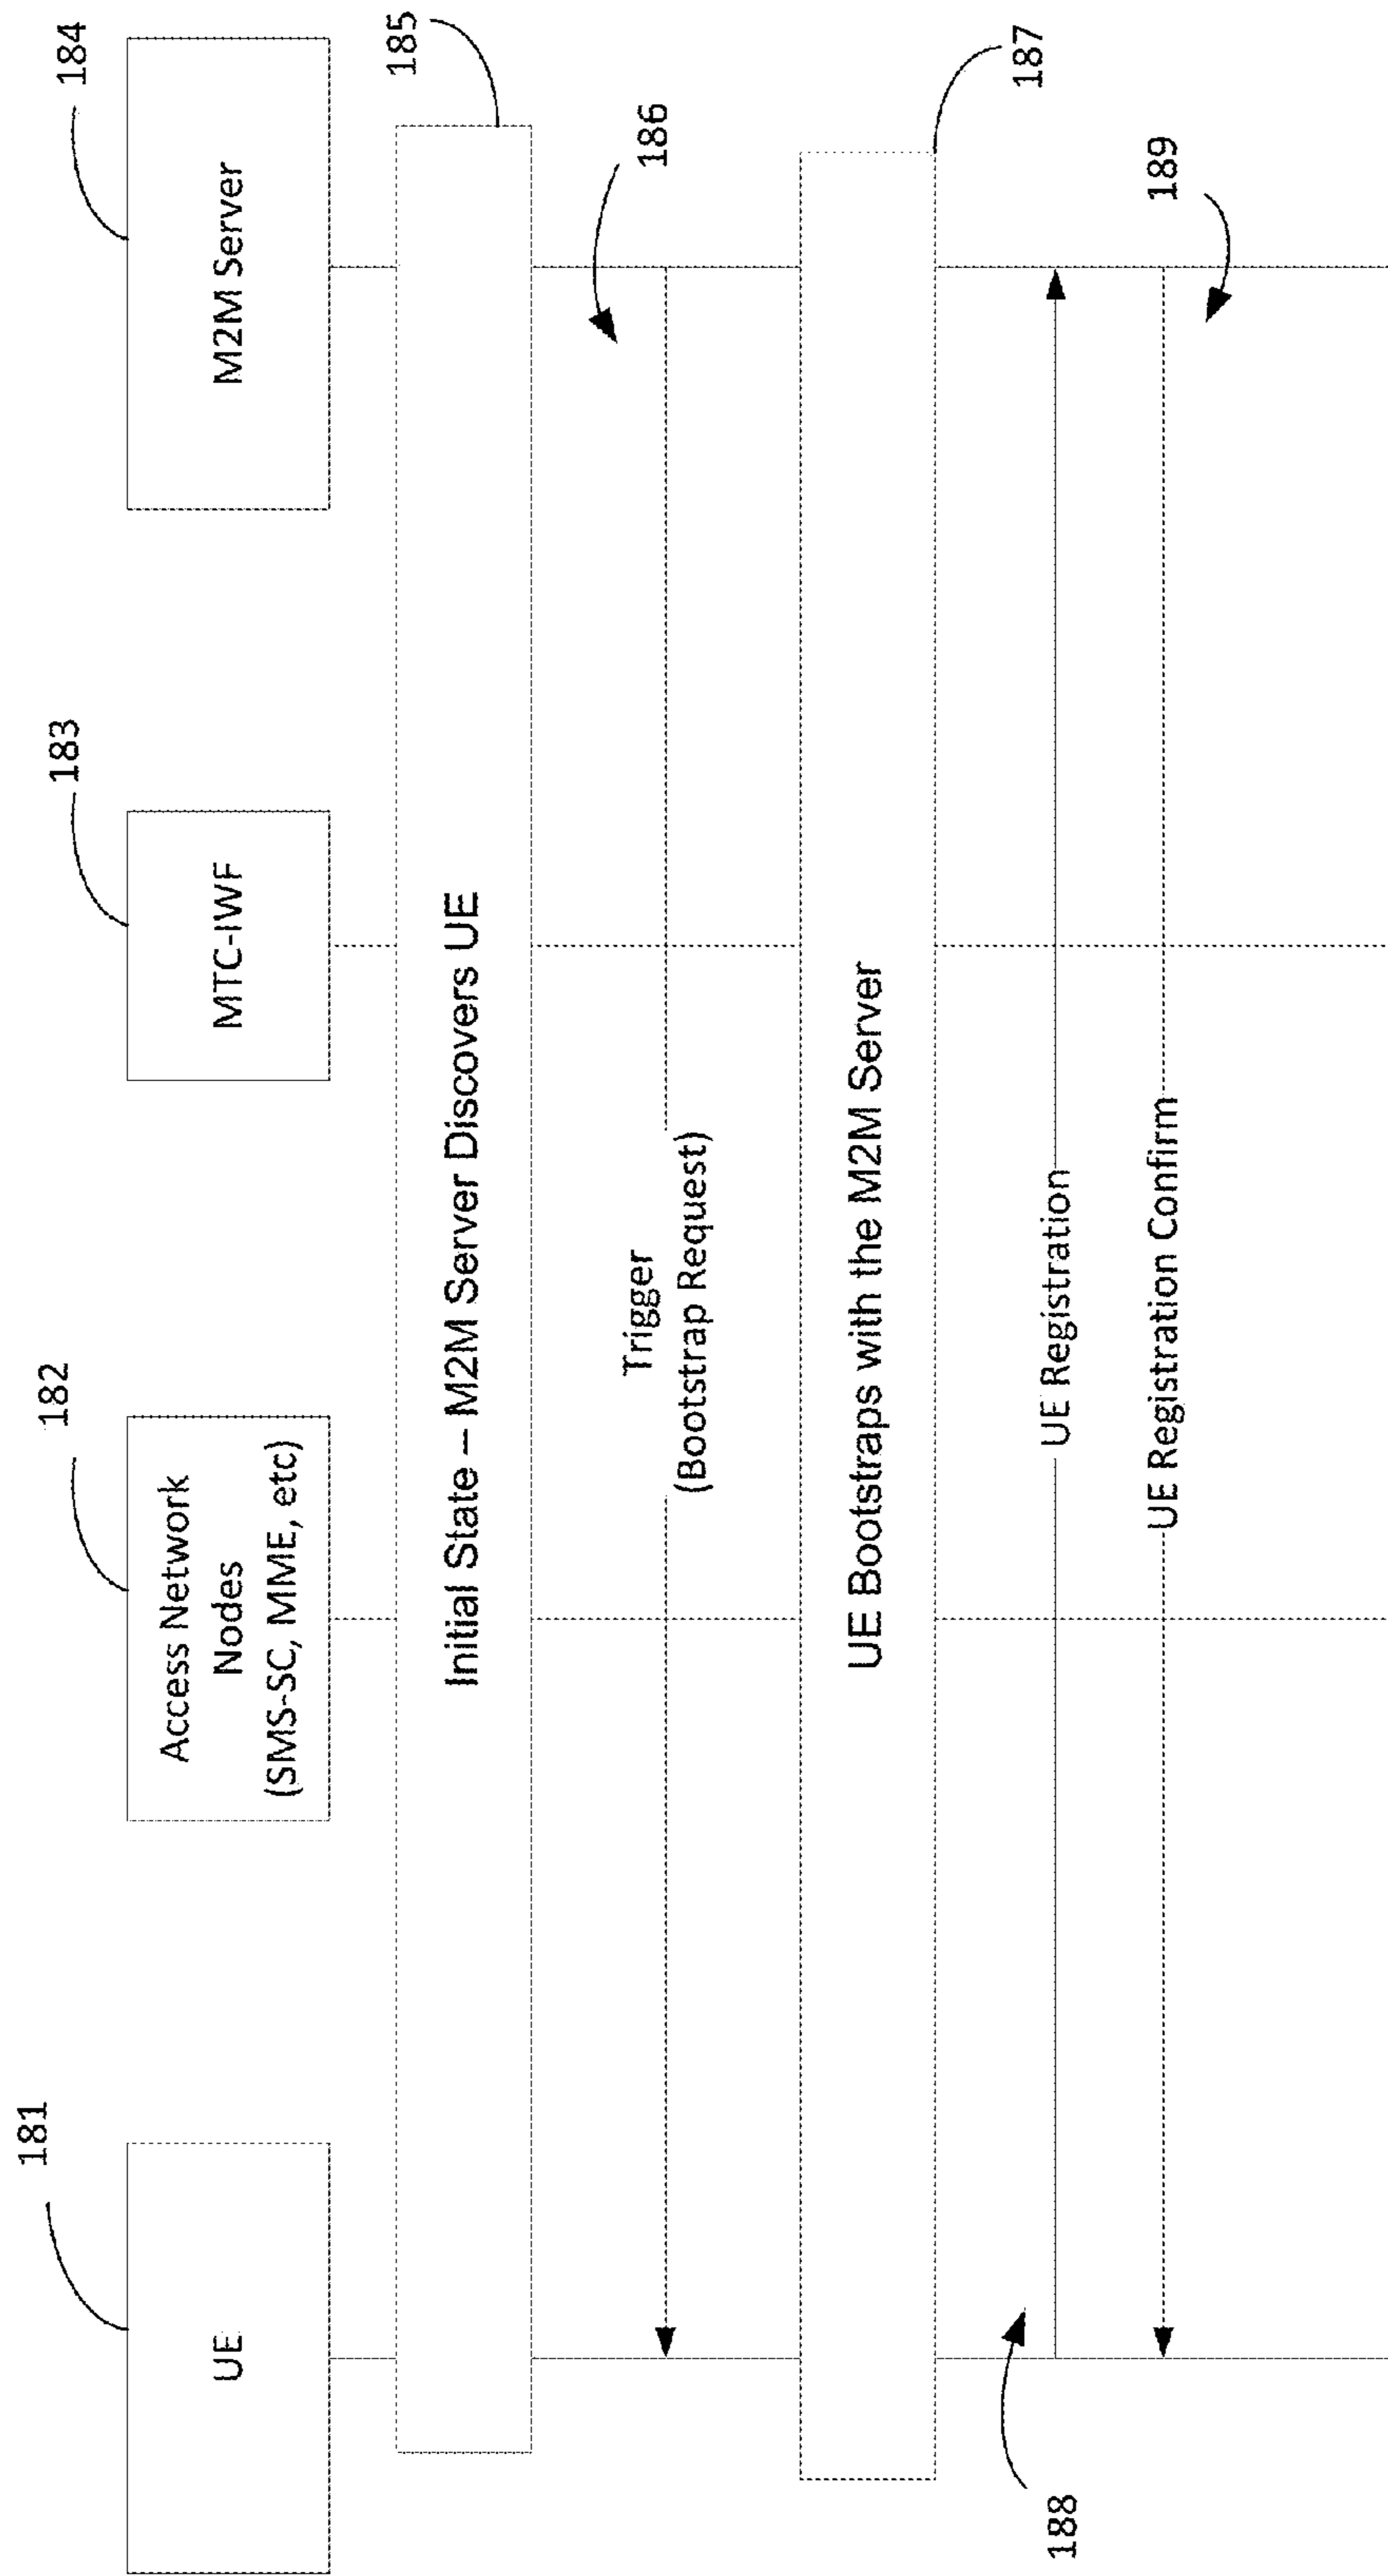 181
182
183
184
UE
Access Network
Nodes
(SMS-SC, MME, etc)
MTC-IWF
M2M Server
185
Initial State – M2M Server Discovers UE
186
Trigger
(Bootstrap Request)
187
UE Bootstraps with the M2M Server
188
UE Registration
189
UE Registration Confirm